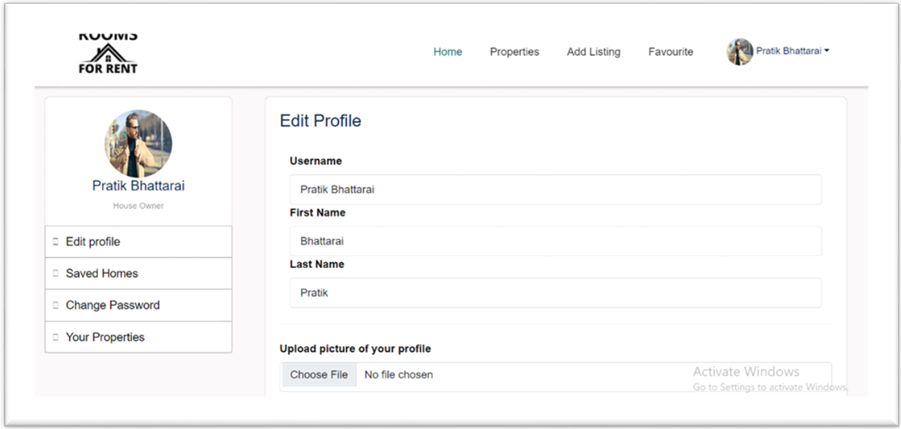 ROOMS
FOR RENT
Home Properties Add Listing Favourite Pratik Bhattarai
Pratik Bhattarai
House Owner
Edit profile
Saved Homes
Change Password
Your Properties
Edit Profile
Username
Pratik Bhattarai
First Name
Bhattarai
Last Name
Pratik
Upload picture of your profile
Choose File No file chosen
Activate Windows
Go to Settings to activate Windows.